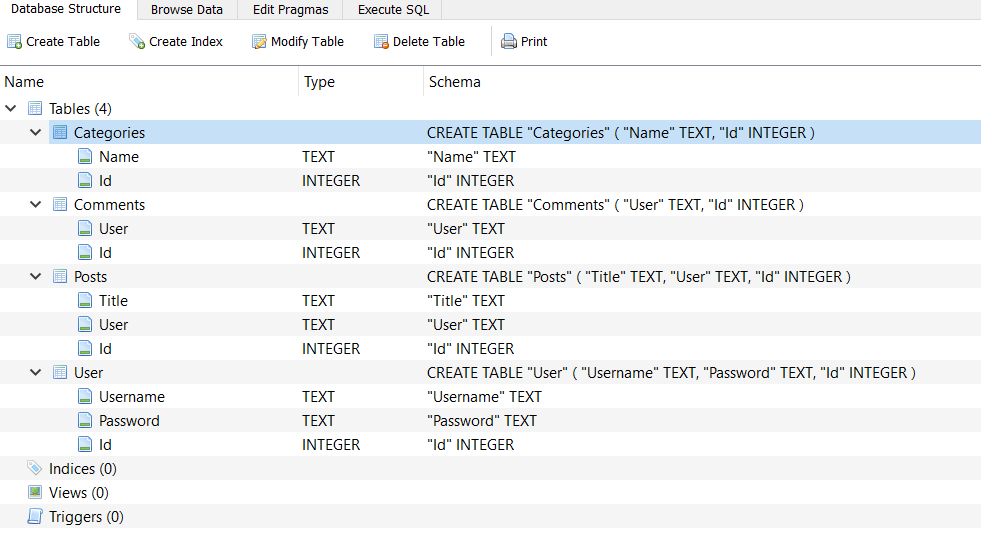 Database Structure Browse Data Edit Pragmas Execute SQL
Create Table Create Index Modify Table Delete Table Print
Name Type Schema
Tables (4)
Categories CREATE TABLE "Categories" ( "Name" TEXT, "Id" INTEGER )
Name TEXT "Name" TEXT
Id INTEGER "Id" INTEGER
Comments CREATE TABLE "Comments" ( "User" TEXT, "Id" INTEGER )
User TEXT "User" TEXT
Id INTEGER "Id" INTEGER
Posts CREATE TABLE "Posts" ( "Title" TEXT, "User" TEXT, "Id" INTEGER )
Title TEXT "Title" TEXT
User TEXT "User" TEXT
Id INTEGER "Id" INTEGER
User CREATE TABLE "User" ( "Username" TEXT, "Password" TEXT, "Id" INTEGER )
Username TEXT "Username" TEXT
Password TEXT "Password" TEXT
Id INTEGER "Id" INTEGER
Indices (0)
Views (0)
Triggers (0)